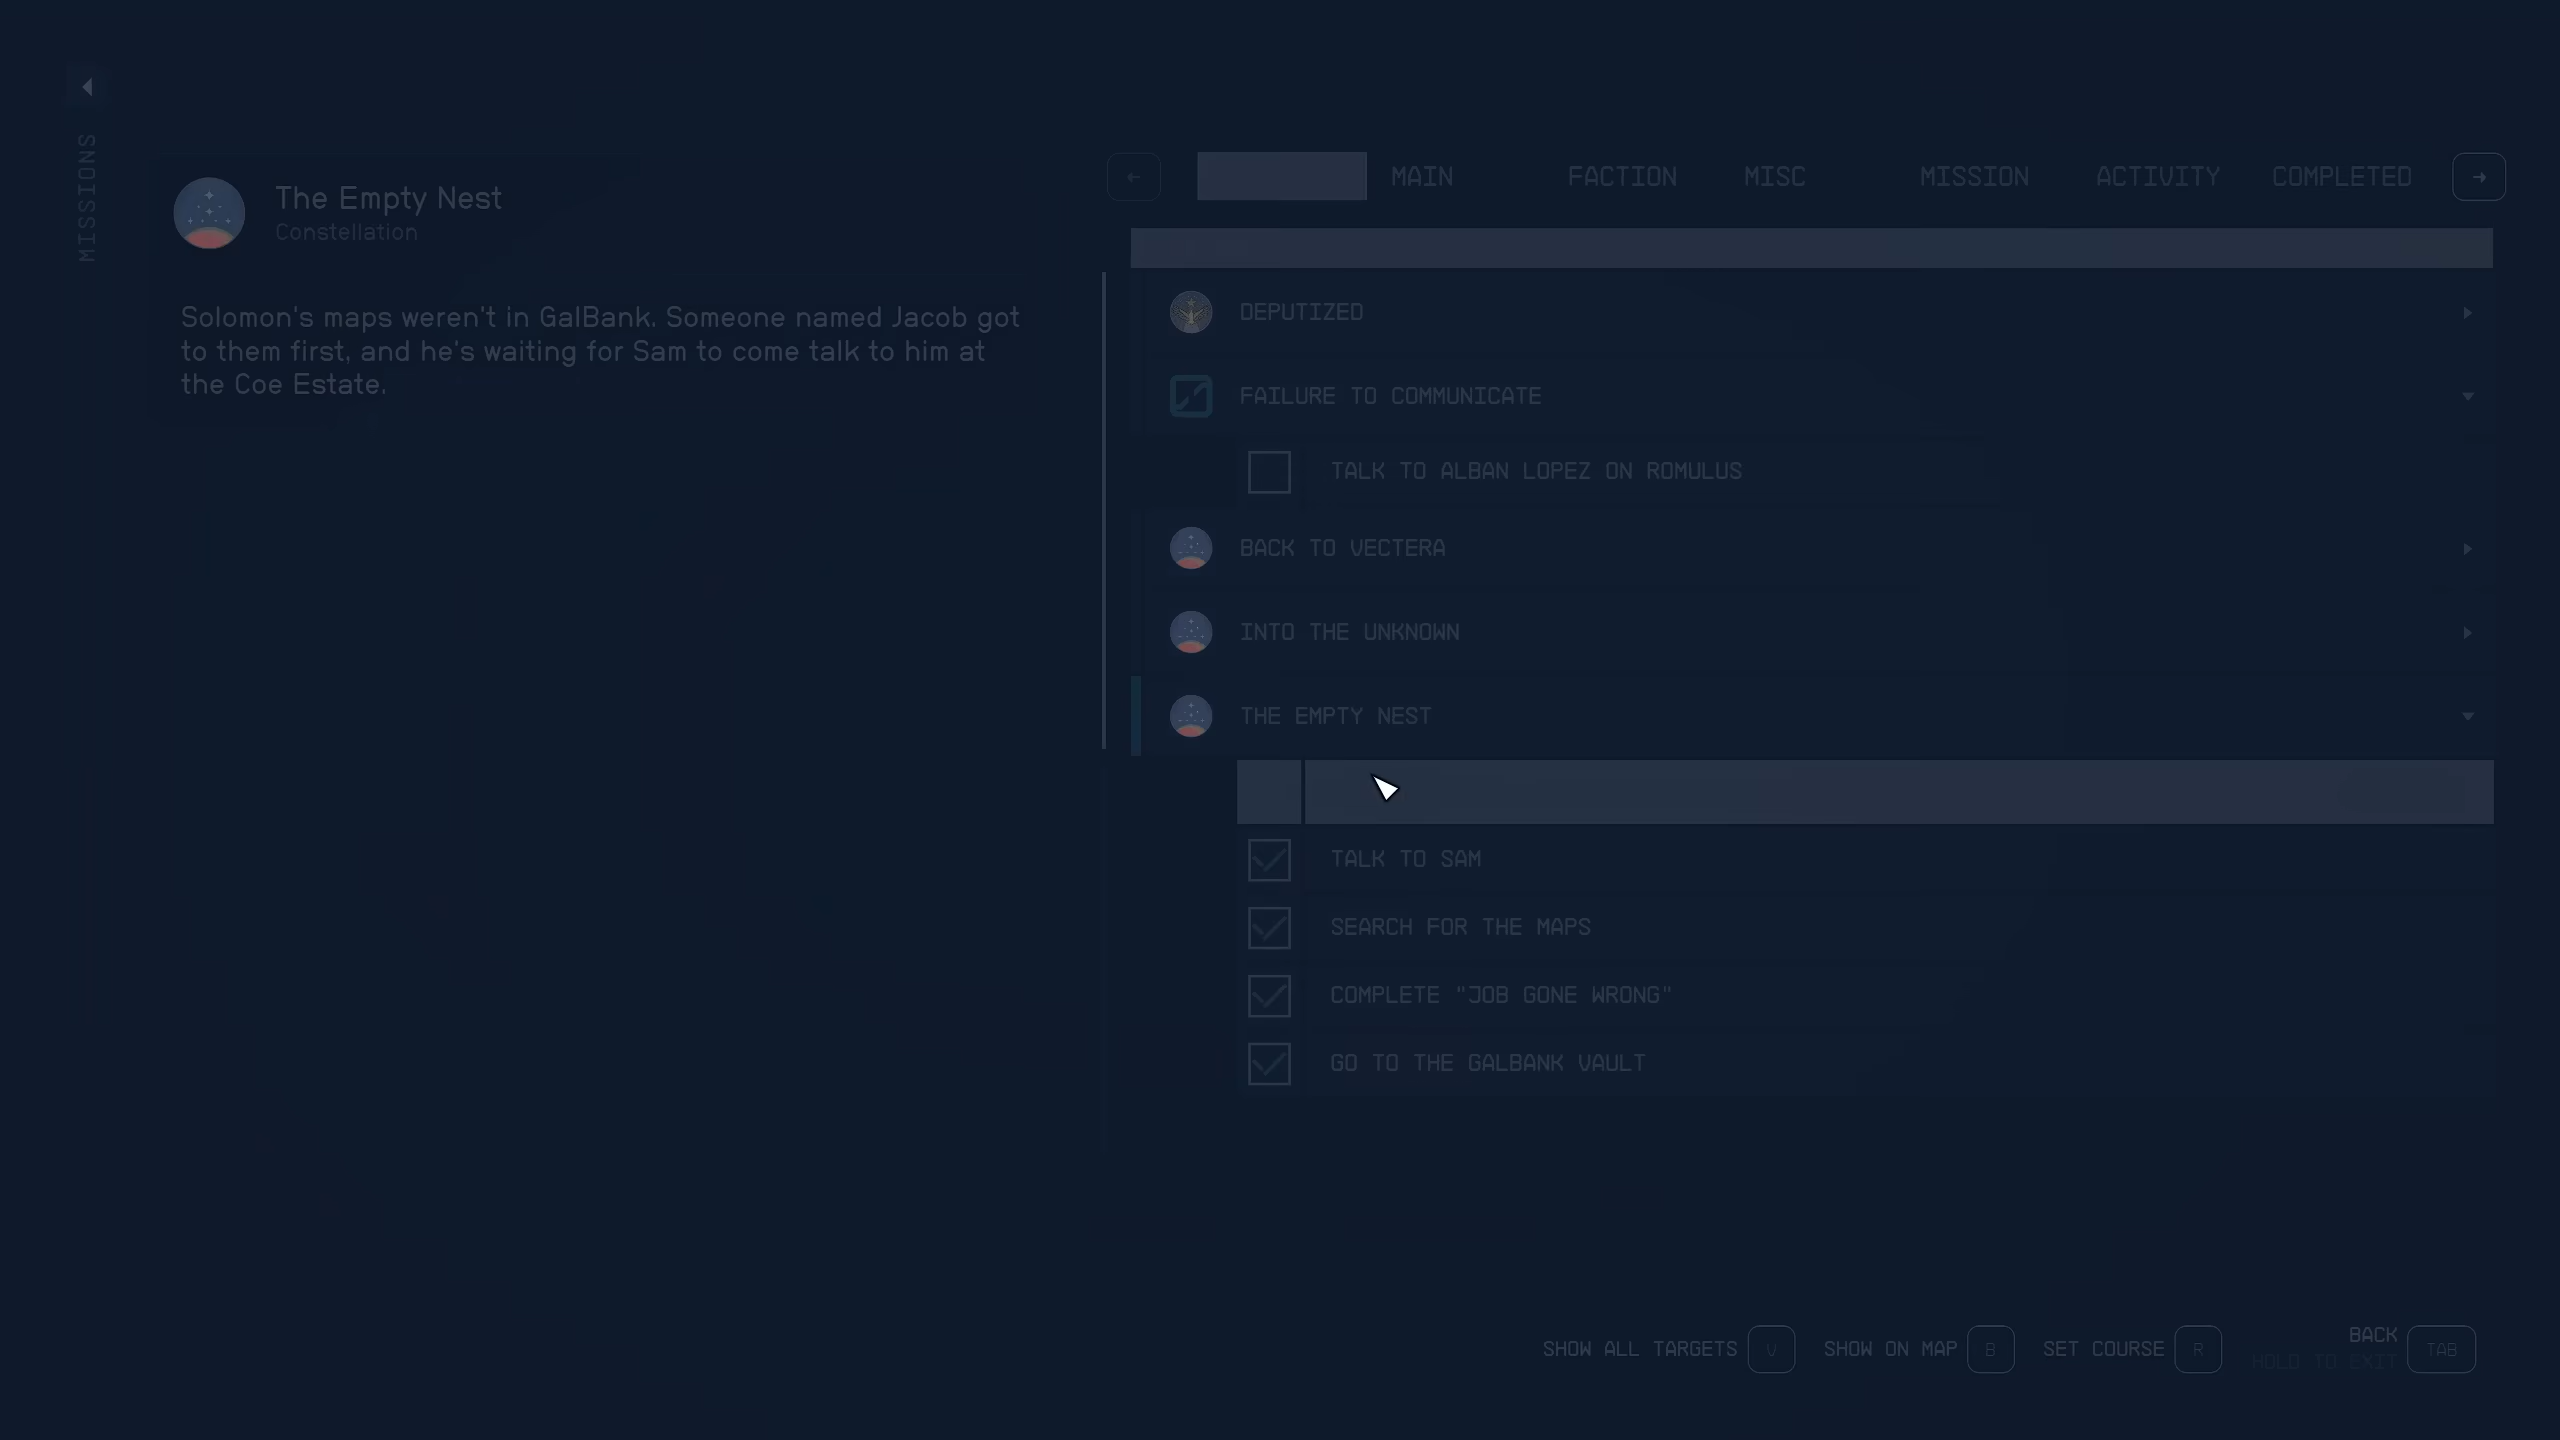 MISSIONS
The Empty Nest
Constellation
Solomon's maps weren't in GalBank. Someone named Jacob got
to them first, and he's waiting for Sam to come talk to him at
the Coe Estate.
MAIN FACTION MISC MISSION ACTIVITY COMPLETED
DEPUTIZED
FAILURE TO COMMUNICATE
TALK TO ALBAN LOPEZ ON ROMULUS
BACK TO VECTERA
INTO THE UNKNOWN
THE EMPTY NEST
TALK TO SAM
SEARCH FOR THE MAPS
COMPLETE "JOB GONE WRONG"
GO TO THE GALBANK VAULT
SHOW ALL TARGETS V SHOW ON MAP B SET COURSE R BACK TAB
HOLD TO EXIT